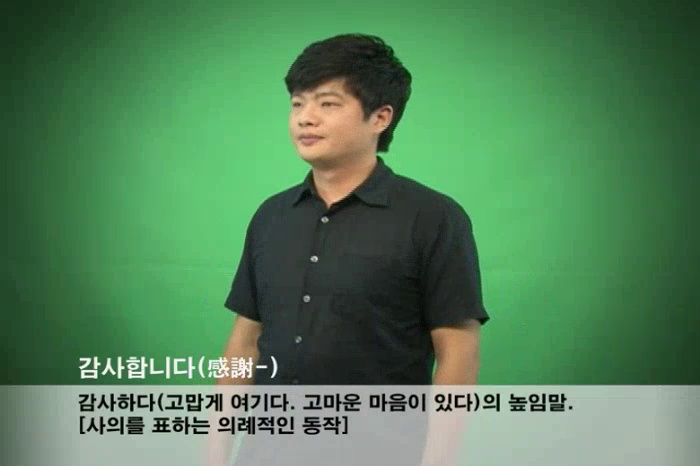 감사합니다(感謝-)
감사하다(고맙게 여기다. 고마운 마음이 있다)의 높임말.
[사의를 표하는 의례적인 동작]